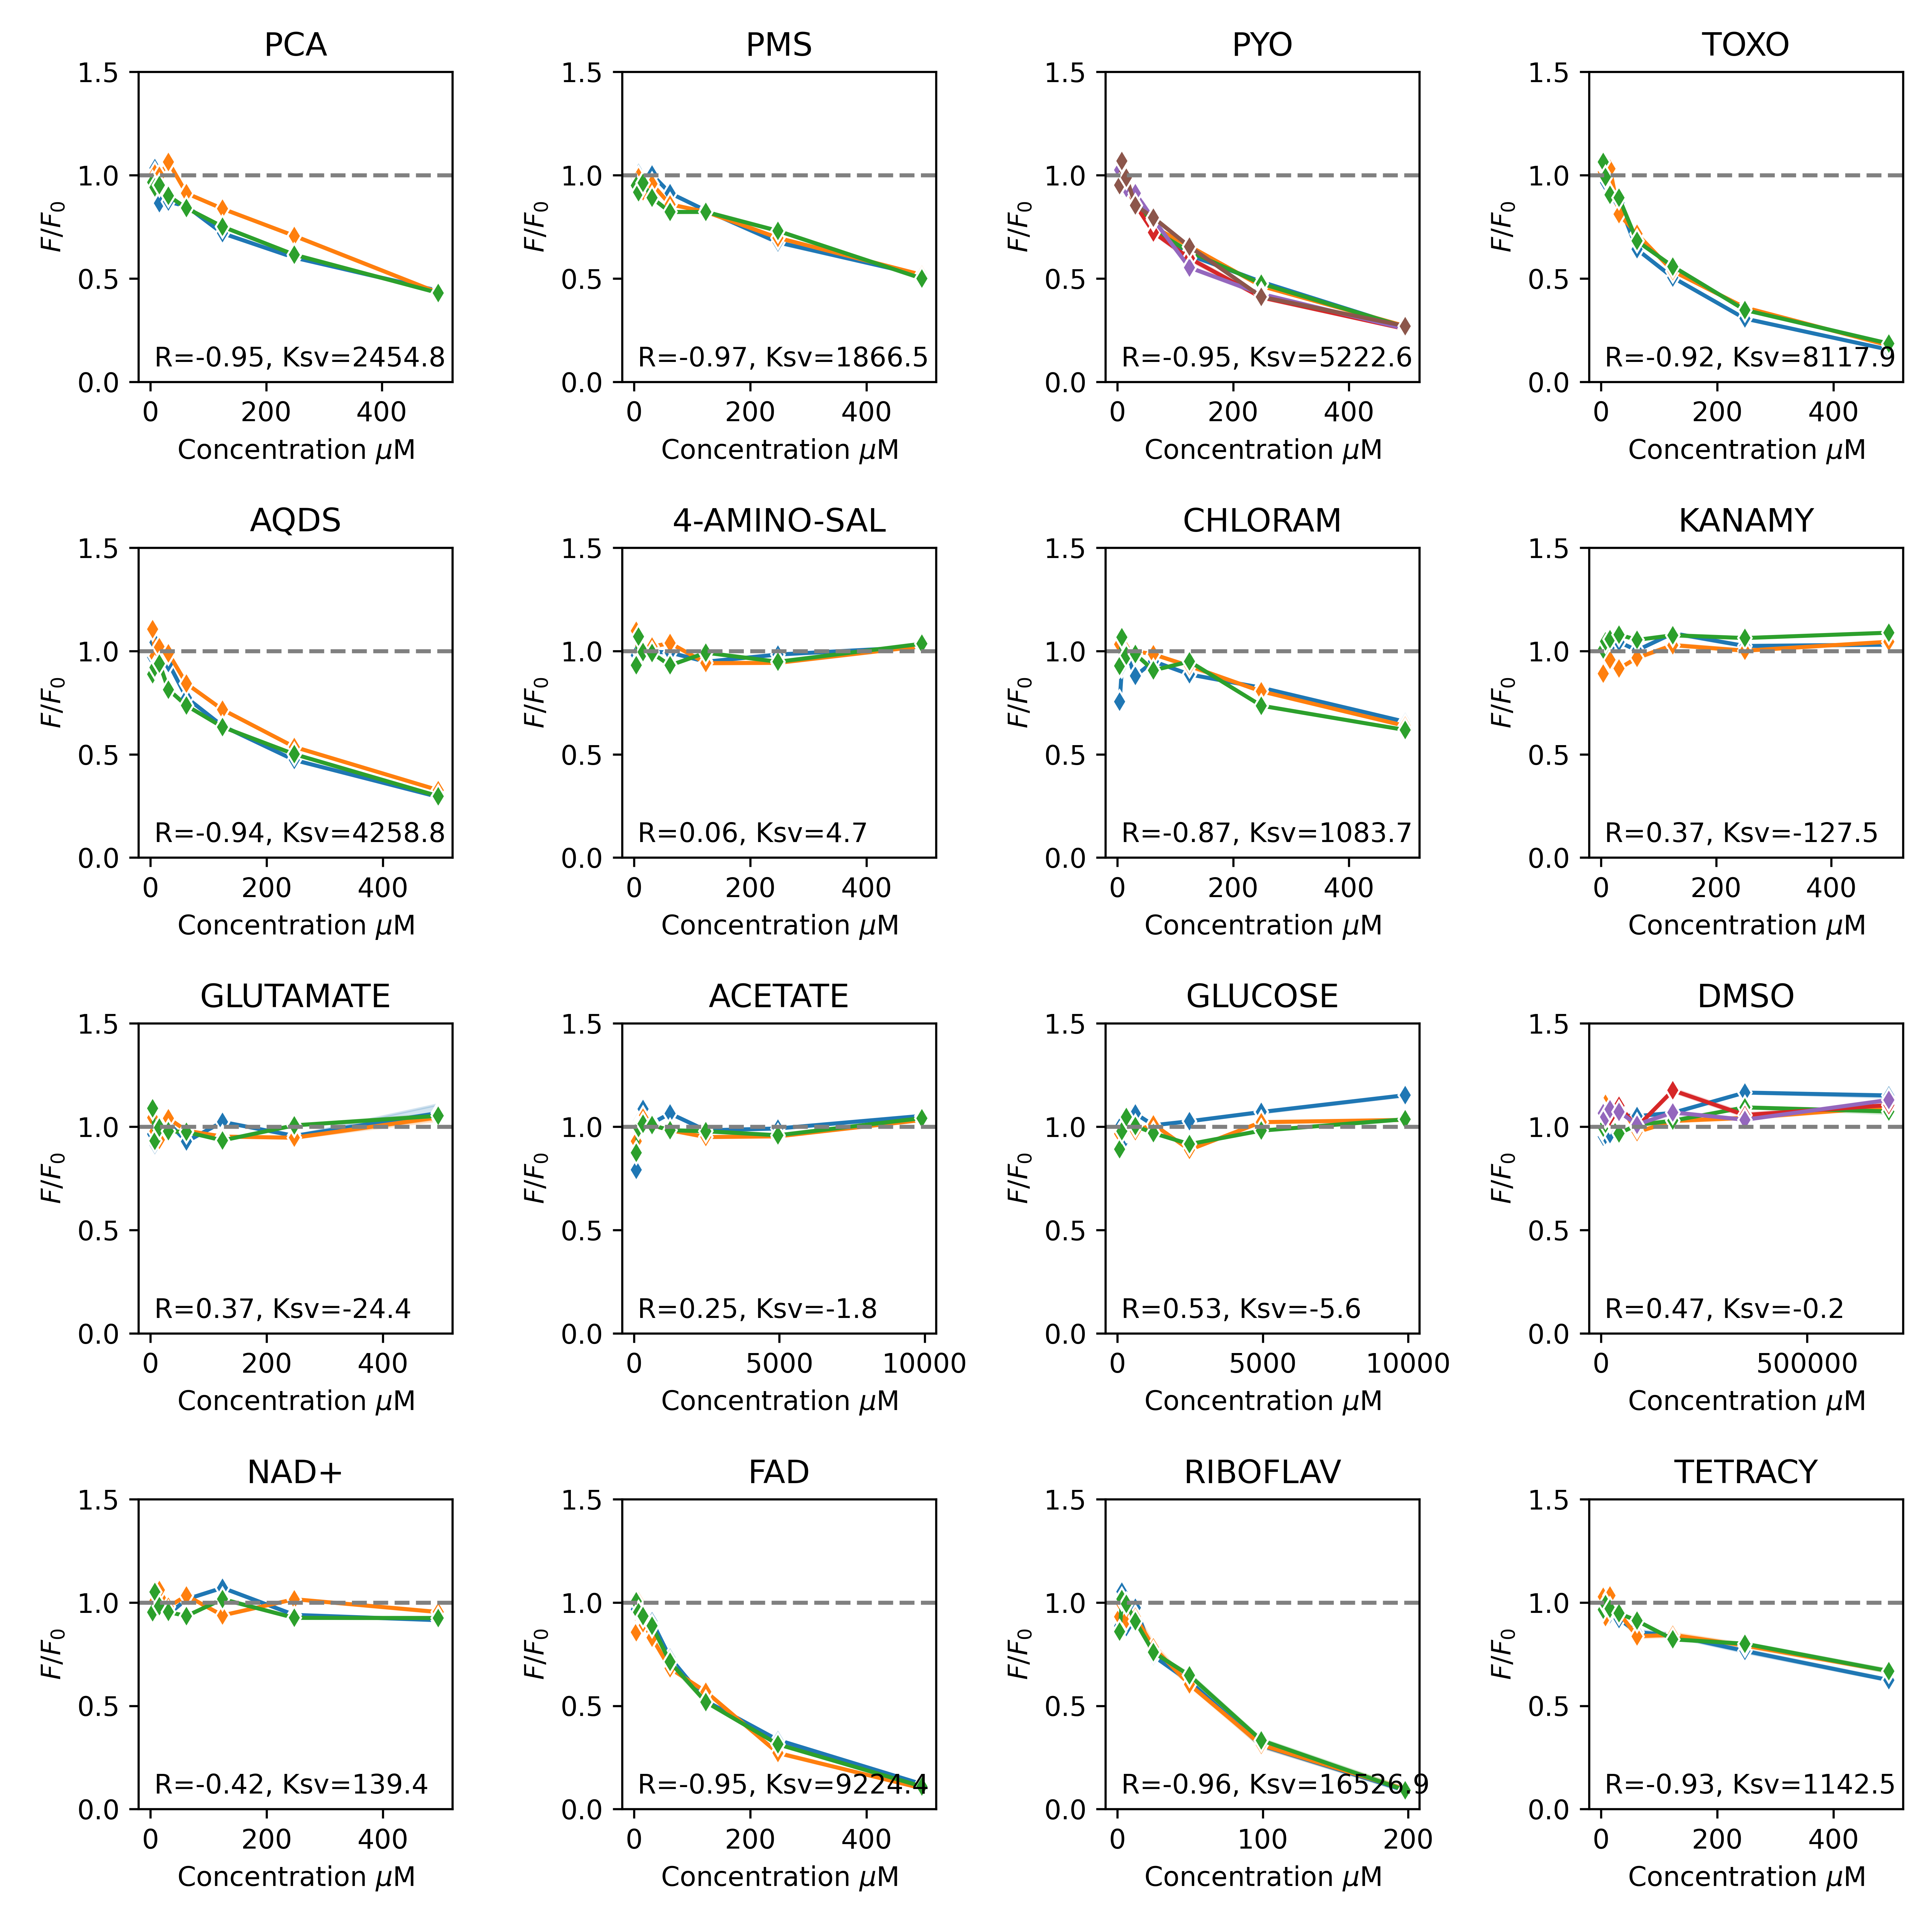 PCA
1.5
1.0
0.5
0.0
F/F₀
R=-0.95, Ksv=2454.8
0 200 400
Concentration μM
PMS
1.5
1.0
0.5
0.0
F/F₀
R=-0.97, Ksv=1866.5
0 200 400
Concentration μM
PYO
1.5
1.0
0.5
0.0
F/F₀
R=-0.95, Ksv=5222.6
0 200 400
Concentration μM
TOXO
1.5
1.0
0.5
0.0
F/F₀
R=-0.92, Ksv=8117.9
0 200 400
Concentration μM
AQDS
1.5
1.0
0.5
0.0
F/F₀
R=-0.94, Ksv=4258.8
0 200 400
Concentration μM
4-AMINO-SAL
1.5
1.0
0.5
0.0
F/F₀
R=0.06, Ksv=4.7
0 200 400
Concentration μM
CHLORAM
1.5
1.0
0.5
0.0
F/F₀
R=-0.87, Ksv=1083.7
0 200 400
Concentration μM
KANAMY
1.5
1.0
0.5
0.0
F/F₀
R=0.37, Ksv=-127.5
0 200 400
Concentration μM
GLUTAMATE
1.5
1.0
0.5
0.0
F/F₀
R=0.37, Ksv=-24.4
0 200 400
Concentration μM
ACETATE
1.5
1.0
0.5
0.0
F/F₀
R=0.25, Ksv=-1.8
0 5000 10000
Concentration μM
GLUCOSE
1.5
1.0
0.5
0.0
F/F₀
R=0.53, Ksv=-5.6
0 5000 10000
Concentration μM
DMSO
1.5
1.0
0.5
0.0
F/F₀
R=0.47, Ksv=-0.2
0 500000
Concentration μM
NAD+
1.5
1.0
0.5
0.0
F/F₀
R=-0.42, Ksv=139.4
0 200 400
Concentration μM
FAD
1.5
1.0
0.5
0.0
F/F₀
R=-0.95, Ksv=9224.4
0 200 400
Concentration μM
RIBOFLAV
1.5
1.0
0.5
0.0
F/F₀
R=-0.96, Ksv=16526.9
0 100 200
Concentration μM
TETRACY
1.5
1.0
0.5
0.0
F/F₀
R=-0.93, Ksv=1142.5
0 200 400
Concentration μM